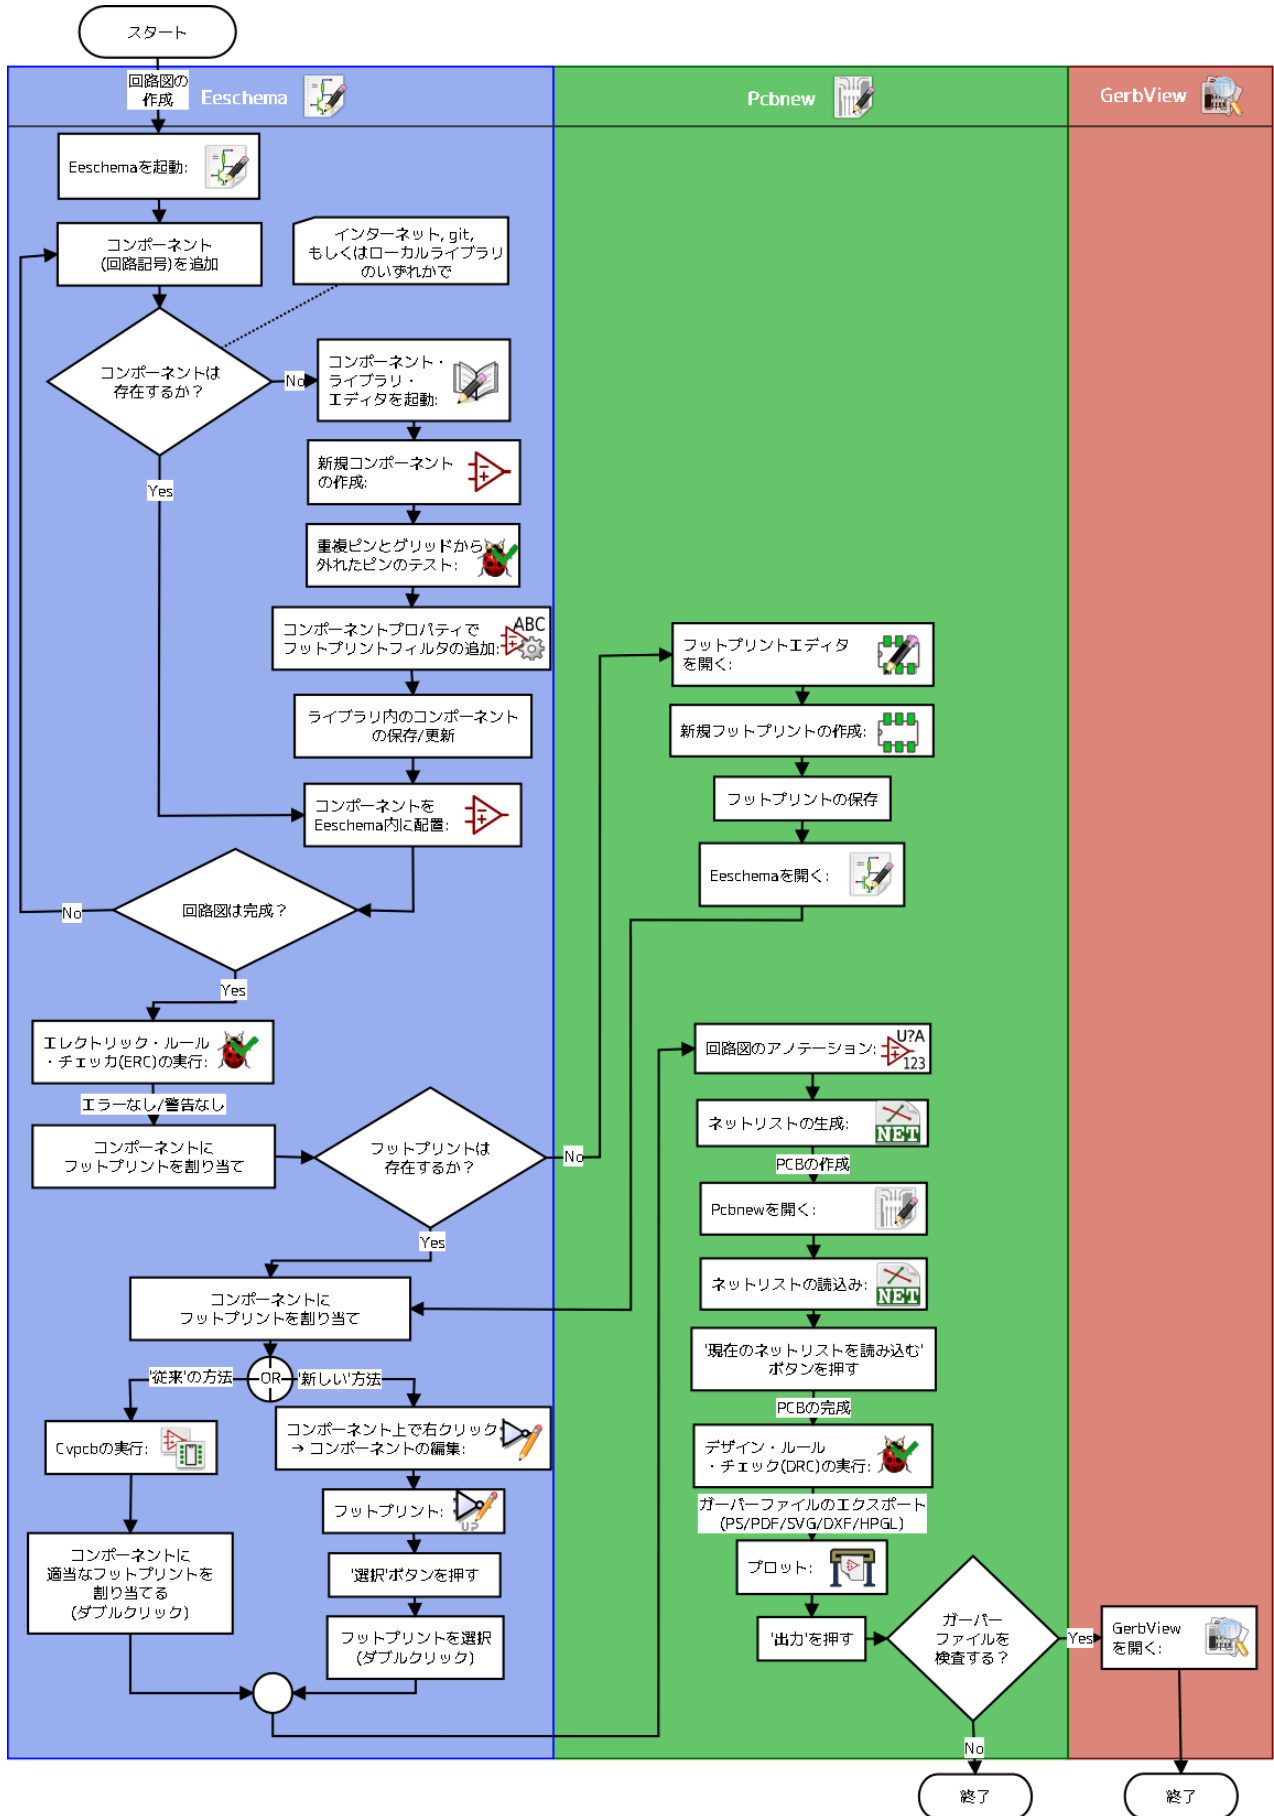 スタート
回路図の
作成
Eeschema
Pcbnew
GerbView
Eeschemaを起動:
コンポーネント
(回路記号)を追加
インターネット, git,
もしくはローカルライブラリ
のいずれかで
コンポーネントは
存在するか？
No
コンポーネント・
ライブラリ・
エディタを起動:
新規コンポーネント
の作成:
Yes
重複ピンとグリッドから
外れたピンのテスト:
コンポーネントプロパティで
フットプリントフィルタの追加:
ABC
ライブラリ内のコンポーネント
の保存/更新
コンポーネントを
Eeschema内に配置:
回路図は完成？
No
Yes
エレクトリック・ルール
・チェッカ(ERC)の実行:
エラーなし/警告なし
コンポーネントに
フットプリントを割り当て
フットプリントは
存在するか？
No
Yes
フットプリントエディタ
を開く:
新規フットプリントの作成:
フットプリントの保存
Eeschemaを開く:
コンポーネントに
フットプリントを割り当て
'従来'の方法
OR
'新しい'方法
Cvpcbの実行:
コンポーネントに
適当なフットプリントを
割り当てる
(ダブルクリック)
コンポーネント上で右クリック
→ コンポーネントの編集:
フットプリント:
UP
'選択'ボタンを押す
フットプリントを選択
(ダブルクリック)
回路図のアノテーション:
U?A
123
ネットリストの生成:
NET
PCBの作成
Pcbnewを開く:
ネットリストの読込み:
NET
'現在のネットリストを読み込む'
ボタンを押す
PCBの完成
デザイン・ルール
・チェック(DRC)の実行:
ガーバーファイルのエクスポート
(PS/PDF/SVG/DXF/HPGL)
プロット:
'出力'を押す
ガーバー
ファイルを
検査する？
Yes
GerbView
を開く:
No
終了
終了